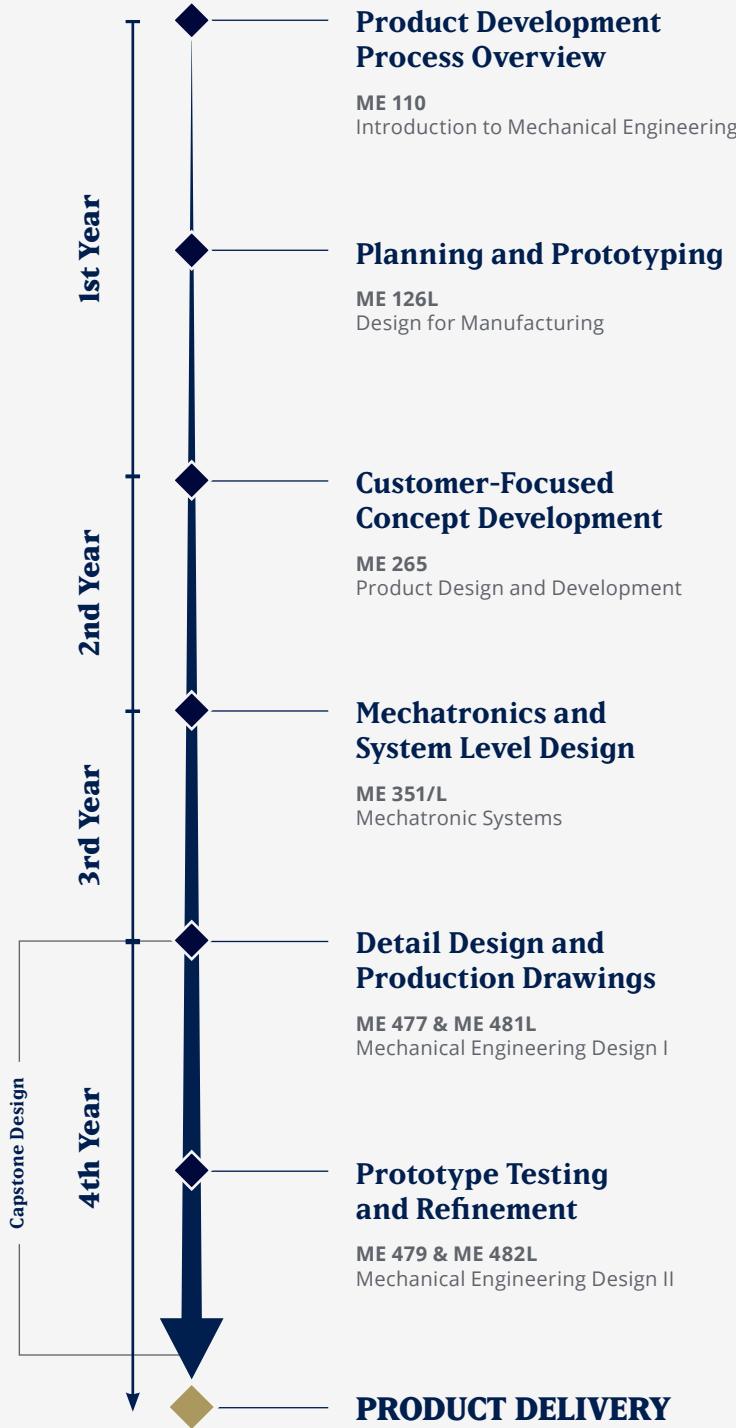 Product Development
Process Overview
ME 110
Introduction to Mechanical Engineering
1st Year
Planning and Prototyping
ME 126L
Design for Manufacturing
Customer-Focused
Concept Development
ME 265
Product Design and Development
2nd Year
Mechatronics and
System Level Design
ME 351/L
Mechatronic Systems
3rd Year
Detail Design and
Production Drawings
ME 477 & ME 481L
Mechanical Engineering Design I
Capstone Design
4th Year
Prototype Testing
and Refinement
ME 479 & ME 482L
Mechanical Engineering Design II
PRODUCT DELIVERY